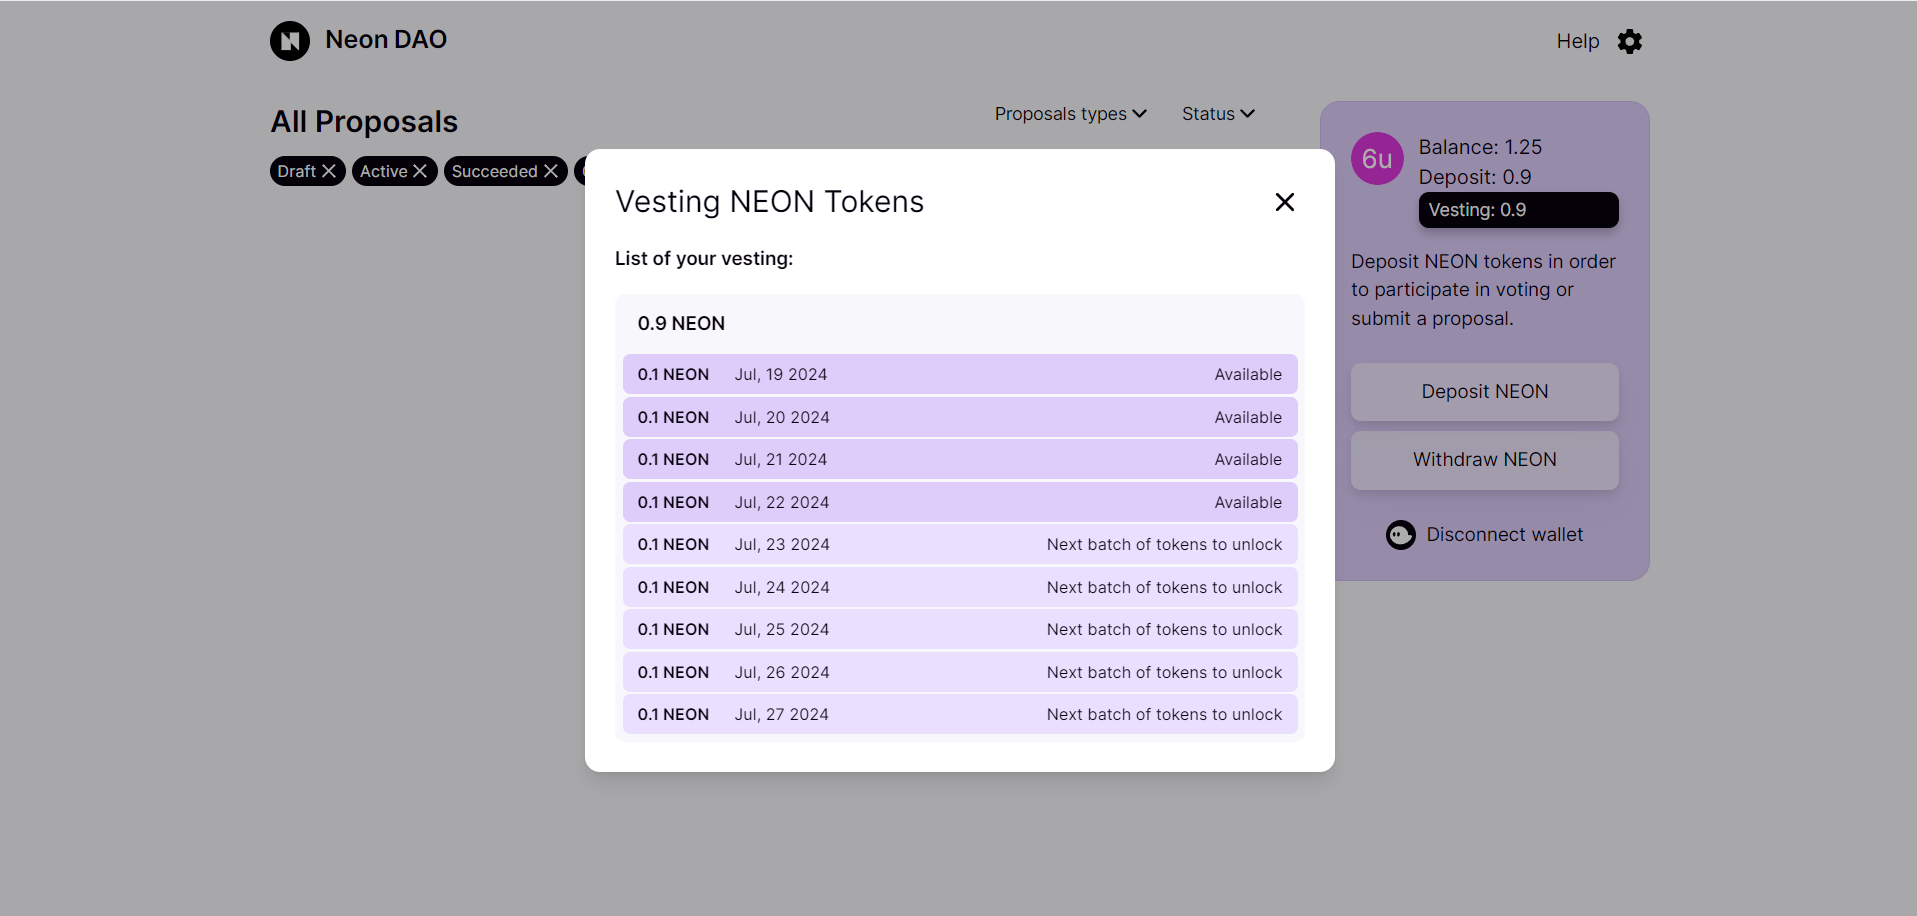 Neon DAO
Help
All Proposals
Proposals types
Status
Draft
Active
Succeeded
6u
Balance: 1.25
Deposit: 0.9
Vesting: 0.9
Deposit NEON tokens in order
to participate in voting or
submit a proposal.
Deposit NEON
Withdraw NEON
Disconnect wallet
Vesting NEON Tokens
List of your vesting:
0.9 NEON
0.1 NEON Jul, 19 2024 Available
0.1 NEON Jul, 20 2024 Available
0.1 NEON Jul, 21 2024 Available
0.1 NEON Jul, 22 2024 Available
0.1 NEON Jul, 23 2024 Next batch of tokens to unlock
0.1 NEON Jul, 24 2024 Next batch of tokens to unlock
0.1 NEON Jul, 25 2024 Next batch of tokens to unlock
0.1 NEON Jul, 26 2024 Next batch of tokens to unlock
0.1 NEON Jul, 27 2024 Next batch of tokens to unlock